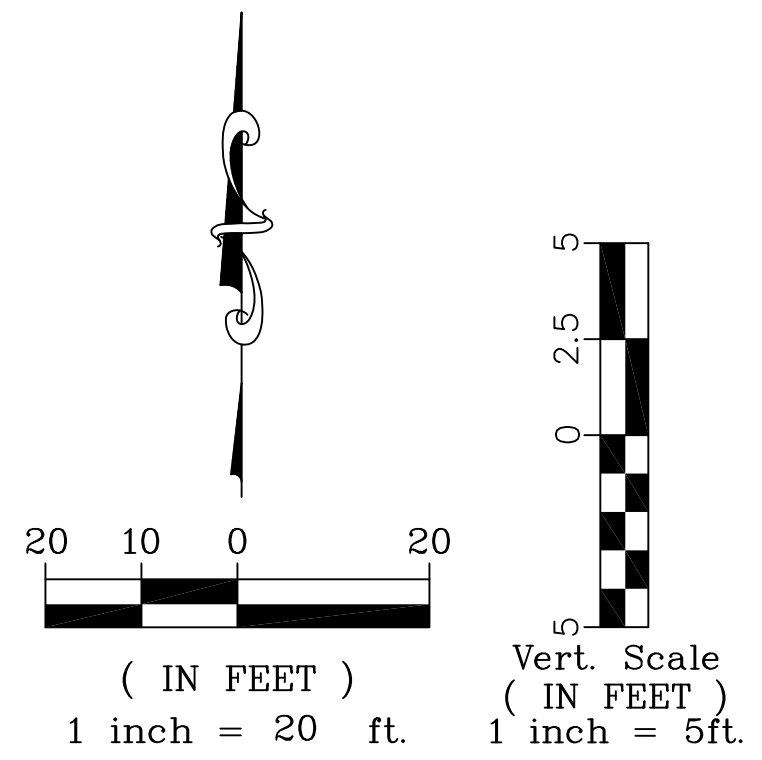 20 10 0 20
( IN FEET )
1 inch = 20 ft.
5
2.5
0
5
Vert. Scale
( IN FEET )
1 inch = 5ft.